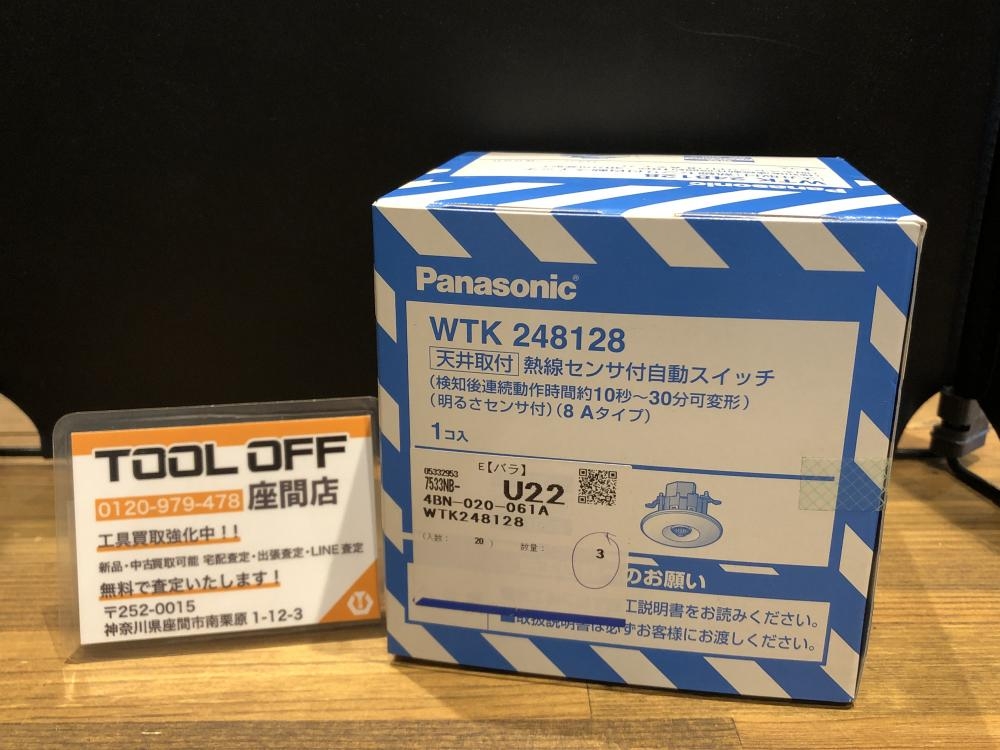 TOOL OFF
0120-979-478 座間店
工具買取強化中!!
新品・中古買取可能 宅配査定・出張査定・LINE査定
無料で査定いたします!
〒252-0015
神奈川県座間市南栗原1-12-3
Panasonic
WTK 248128
Panasonic®
WTK 248128
天井取付 熱線センサ付自動スイッチ
(検知後連続動作時間約10秒~30分可変形)
(明るさセンサ付)(8 Aタイプ)
1コ入
E【バラ】
05332953
7533NB-
U22
4BN-020-061A
WTK248128
(入数: 20 ) 数量: 3
のお願い
工説明書をお読みください。
取扱説明書は必ずお客様にお渡しください。